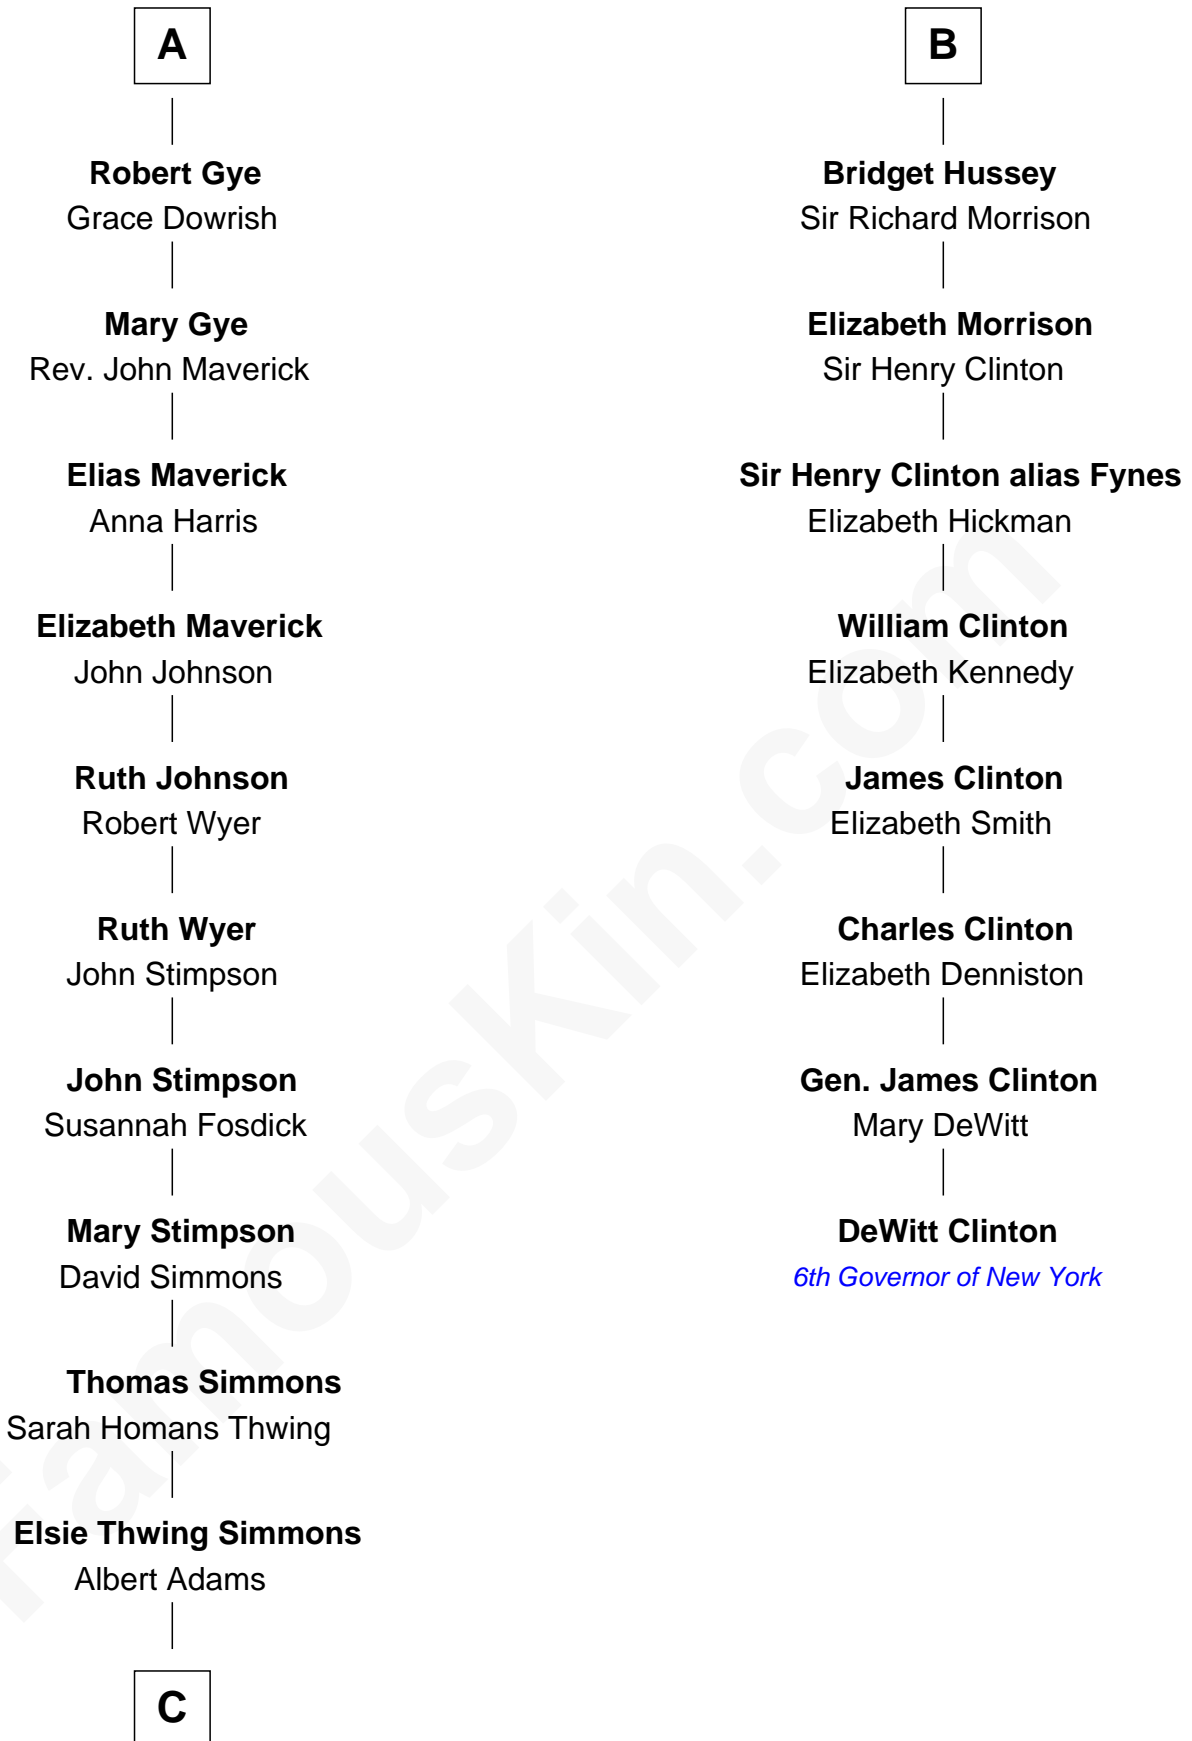 A
Robert Gye
Grace Dowrish
Mary Gye
Rev. John Maverick
Elias Maverick
Anna Harris
Elizabeth Maverick
John Johnson
Ruth Johnson
Robert Wyer
Ruth Wyer
John Stimpson
John Stimpson
Susannah Fosdick
Mary Stimpson
David Simmons
Thomas Simmons
Sarah Homans Thwing
Elsie Thwing Simmons
Albert Adams
C
B
Bridget Hussey
Sir Richard Morrison
Elizabeth Morrison
Sir Henry Clinton
Sir Henry Clinton alias Fynes
Elizabeth Hickman
William Clinton
Elizabeth Kennedy
James Clinton
Elizabeth Smith
Charles Clinton
Elizabeth Denniston
Gen. James Clinton
Mary DeWitt
DeWitt Clinton
6th Governor of New York
FamousKin.com